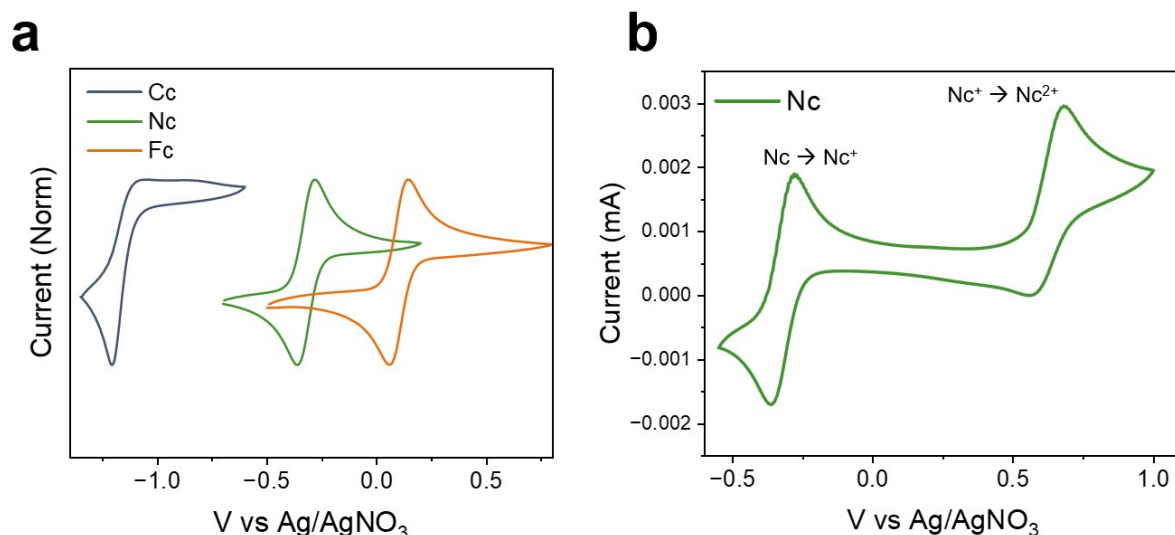 a
Cc
Nc
Fc
Current (Norm)
−1.0
−0.5
0.0
0.5
V vs Ag/AgNO₃
b
Nc
Nc → Nc⁺
Nc⁺ → Nc²⁺
Current (mA)
0.003
0.002
0.001
0.000
−0.001
−0.002
−0.5
0.0
0.5
1.0
V vs Ag/AgNO₃